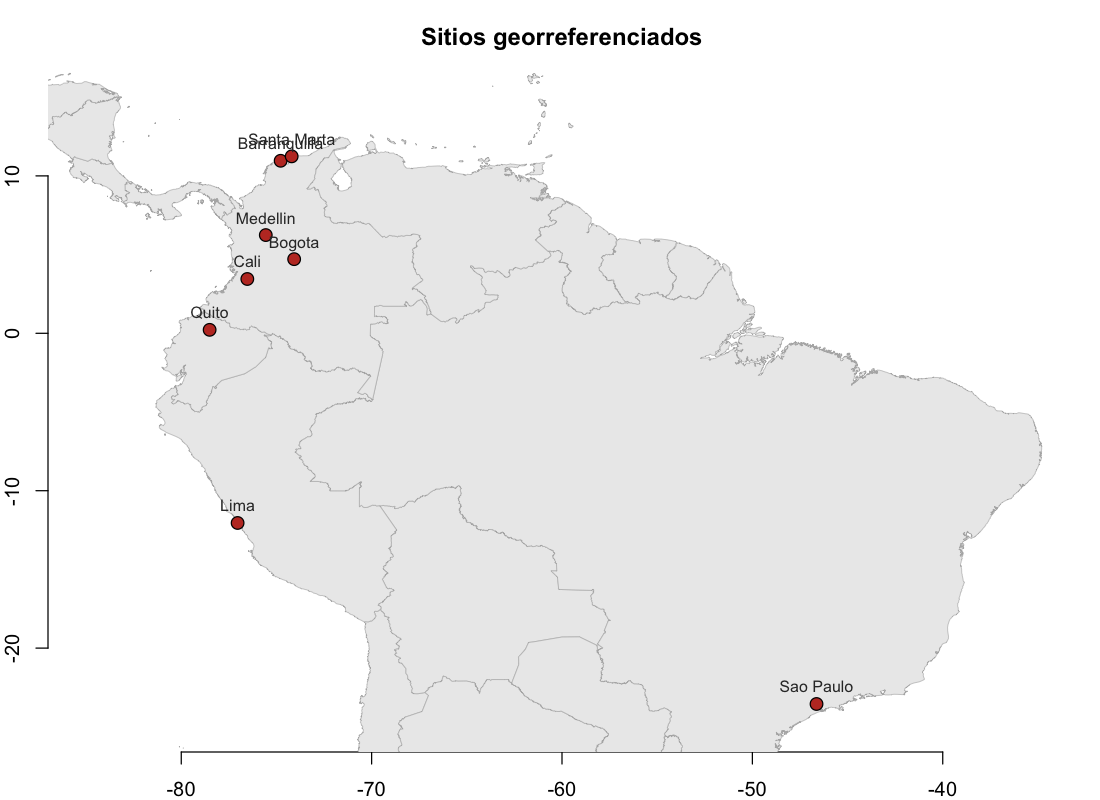 Sitios georreferenciados
Santa Marta
Barranquilla
Medellin
Bogota
Cali
Quito
Lima
Sao Paulo
10
0
-10
-20
-80
-70
-60
-50
-40